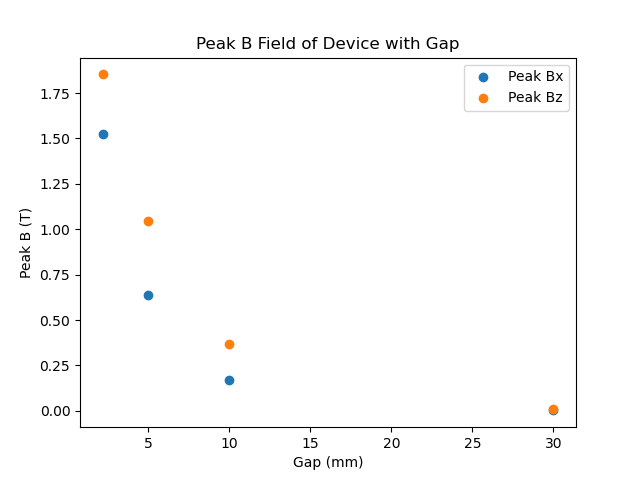 Peak B Field of Device with Gap
Peak Bx
Peak Bz
1.75
1.50
1.25
1.00
0.75
0.50
0.25
0.00
Peak B (T)
5 10 15 20 25 30
Gap (mm)